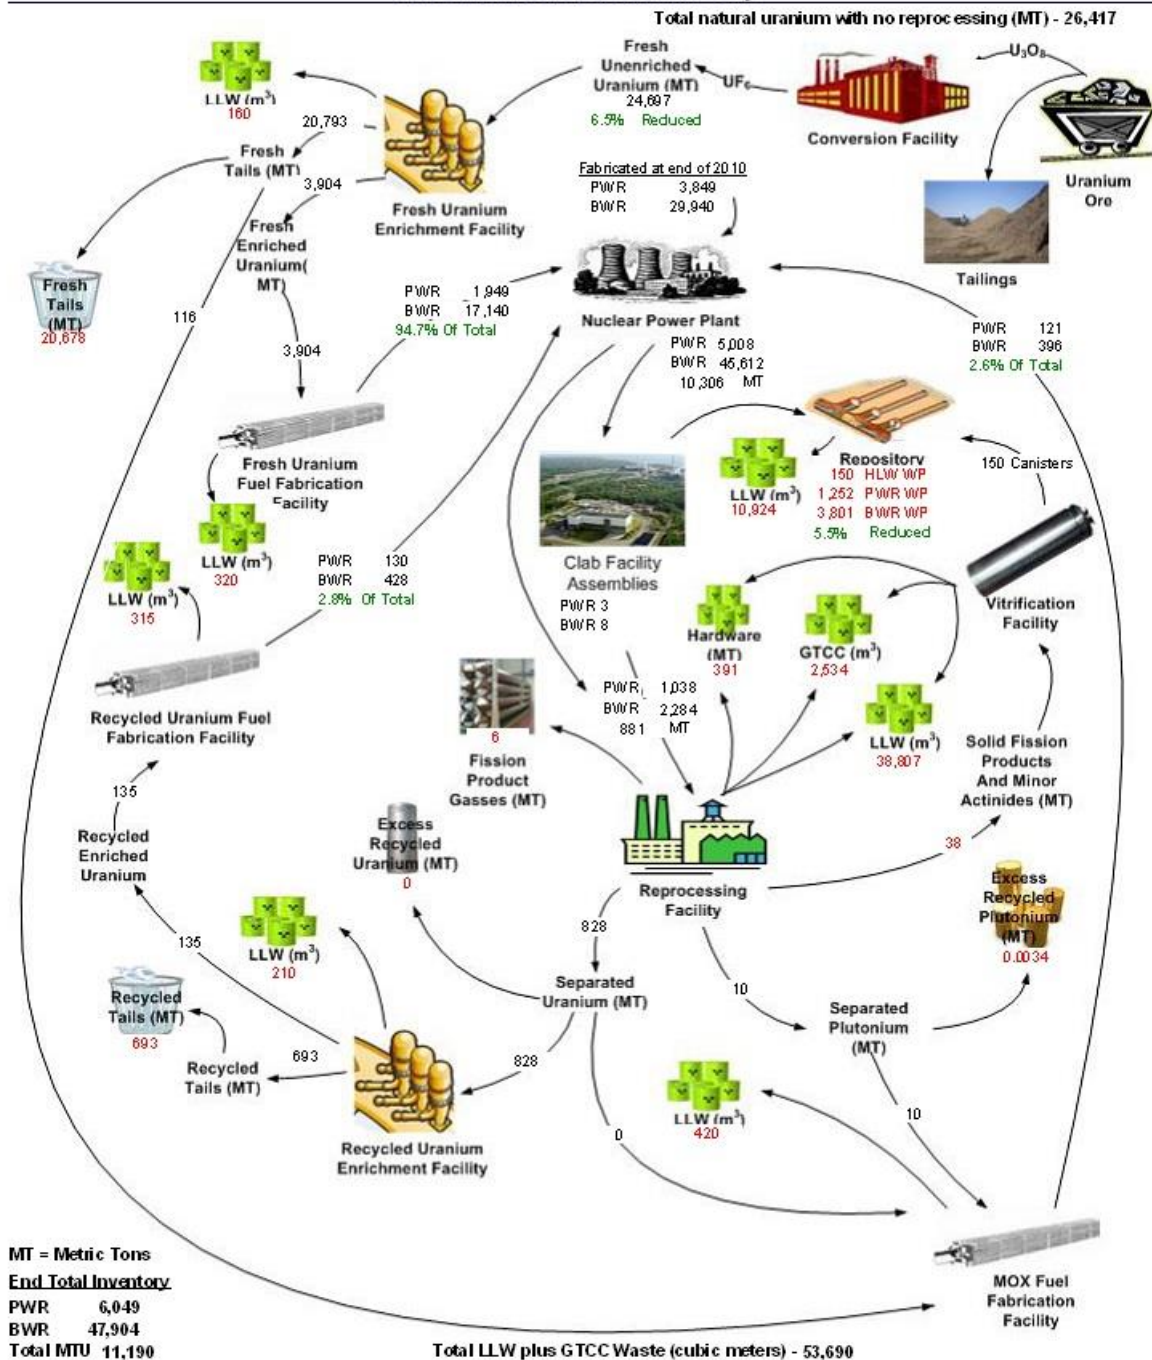 Total natural uranium with no reprocessing (MT) - 26,417
Fresh
Unenriched
Uranium (MT)
24,697
6.5% Reduced
UF6
U3O8
Conversion Facility
Uranium
Ore
Tailings
LLW (m³)
160
20,793
Fresh
Tails (MT)
3,904
Fresh
Enriched
Uranium(
MT)
Fresh Uranium
Enrichment Facility
Fabricated at end of 2010
PWR 3,849
BWR 29,940
Fresh
Tails
(MT)
20,678
116
3,904
PWR 1,949
BWR 17,140
94.7% Of Total
Nuclear Power Plant
PWR 5,008
BWR 45,612
10,306 MT
PWR 121
BWR 396
2.6% Of Total
Fresh Uranium
Fuel Fabrication
Facility
LLW (m³)
320
LLW (m³)
10,924
Repository
150 HLW WP
1,252 PWR WP
3,801 BWR WP
5.5% Reduced
150 Canisters
Clab Facility
Assemblies
PWR 3
BWR 8
LLW (m³)
315
PWR 130
BWR 428
2.8% Of Total
Hardware
(MT)
391
GTCC (m³)
2,534
Vitrification
Facility
Recycled Uranium Fuel
Fabrication Facility
PWR 1,038
BWR 2,284
881 MT
LLW (m³)
38,807
6
Fission
Product
Gasses (MT)
Solid Fission
Products
And Minor
Actinides (MT)
135
Recycled
Enriched
Uranium
Excess
Recycled
Uranium (MT)
0
Reprocessing
Facility
38
Excess
Recycled
Plutonium
(MT)
0.0034
828
135
LLW (m³)
210
Separated
Uranium (MT)
10
Separated
Plutonium
(MT)
Recycled
Tails (MT)
693
693
Recycled
Tails (MT)
828
Recycled Uranium
Enrichment Facility
0
LLW (m³)
420
10
MOX Fuel
Fabrication
Facility
MT = Metric Tons
End Total Inventory
PWR 6,049
BWR 47,904
Total MTU 11,190
Total LLW plus GTCC Waste (cubic meters) - 53,690